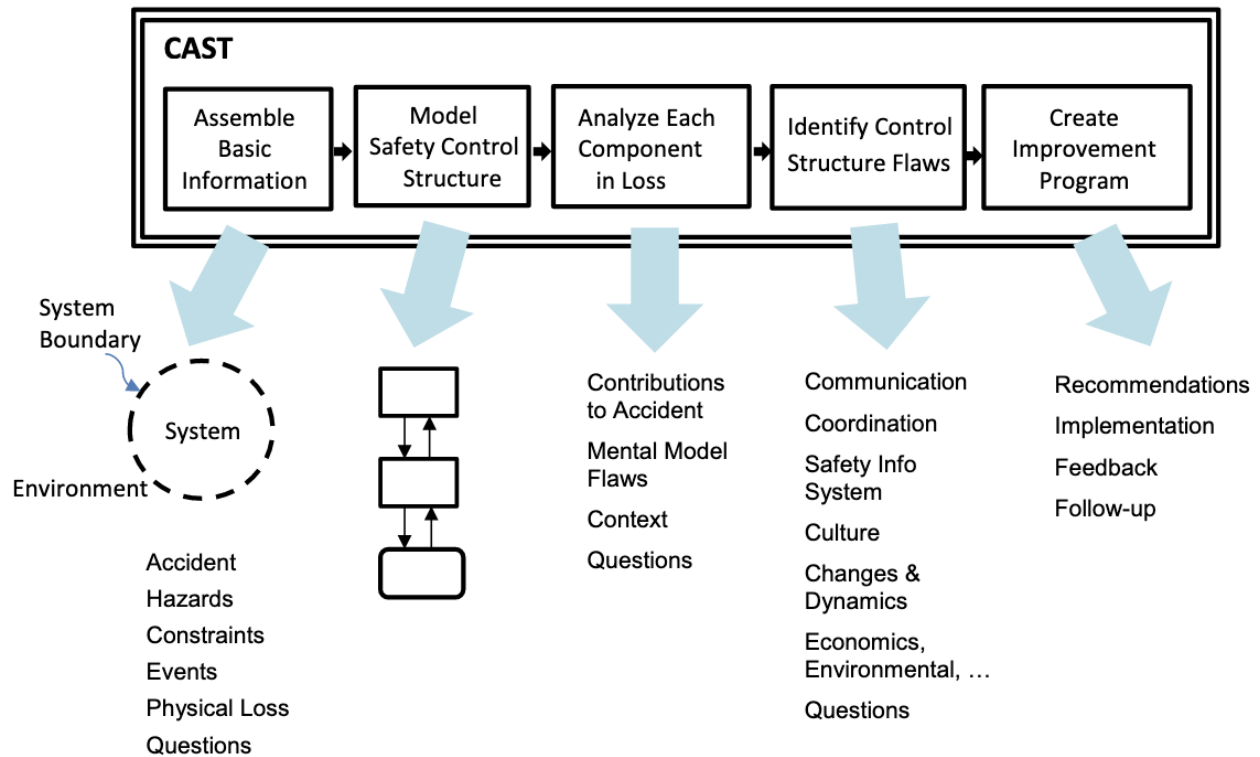 CAST
Assemble
Basic
Information
Model
Safety Control
Structure
Analyze Each
Component
in Loss
Identify Control
Structure Flaws
Create
Improvement
Program
System
Boundary
System
Environment
Accident
Hazards
Constraints
Events
Physical Loss
Questions
Contributions
to Accident
Mental Model
Flaws
Context
Questions
Communication
Coordination
Safety Info
System
Culture
Changes &
Dynamics
Economics,
Environmental, …
Questions
Recommendations
Implementation
Feedback
Follow-up